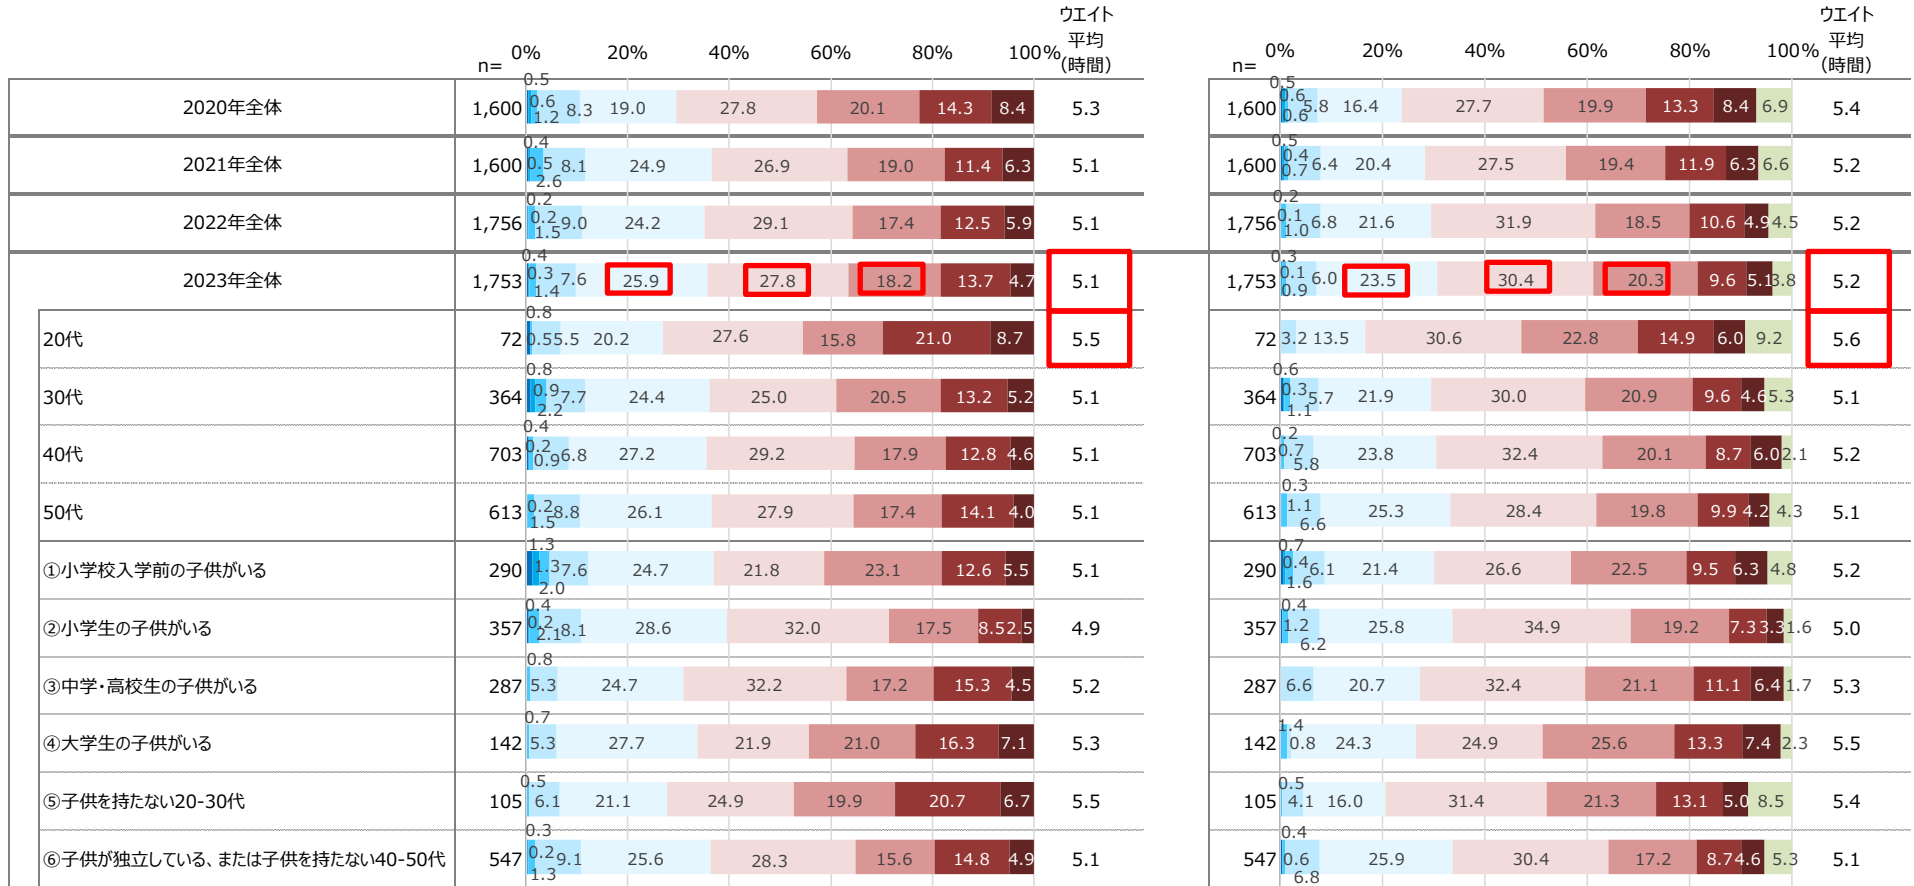 ウエイト
平均
(時間)
n=
0% 20% 40% 60% 80% 100%
ウエイト
平均
(時間)
n=
0% 20% 40% 60% 80% 100%
2020年全体 1,600 0.5 0.6 1.2 8.3 19.0 27.8 20.1 14.3 8.4 5.3 1,600 0.5 0.6 0.6 5.8 16.4 27.7 19.9 13.3 8.4 6.9 5.4
2021年全体 1,600 0.4 0.5 2.6 8.1 24.9 26.9 19.0 11.4 6.3 5.1 1,600 0.5 0.4 0.7 6.4 20.4 27.5 19.4 11.9 6.3 6.6 5.2
2022年全体 1,756 0.2 0.2 1.5 9.0 24.2 29.1 17.4 12.5 5.9 5.1 1,756 0.2 0.1 1.0 6.8 21.6 31.9 18.5 10.6 4.9 4.5 5.2
2023年全体 1,753 0.4 0.3 1.4 7.6 25.9 27.8 18.2 13.7 4.7 5.1 1,753 0.3 0.1 0.9 6.0 23.5 30.4 20.3 9.6 5.1 3.8 5.2
20代 72 0.8 0.5 5.5 20.2 27.6 15.8 21.0 8.7 5.5 72 3.2 13.5 30.6 22.8 14.9 6.0 9.2 5.6
30代 364 0.8 0.9 2.2 7.7 24.4 25.0 20.5 13.2 5.2 5.1 364 0.6 0.3 1.1 5.7 21.9 30.0 20.9 9.6 4.6 5.3 5.1
40代 703 0.4 0.2 0.9 6.8 27.2 29.2 17.9 12.8 4.6 5.1 703 0.2 0.7 5.8 23.8 32.4 20.1 8.7 6.0 2.1 5.2
50代 613 0.2 1.5 8.8 26.1 27.9 17.4 14.1 4.0 5.1 613 0.3 1.1 6.6 25.3 28.4 19.8 9.9 4.2 4.3 5.1
①小学校入学前の子供がいる 290 1.3 1.3 2.0 7.6 24.7 21.8 23.1 12.6 5.5 5.1 290 0.7 0.4 1.6 6.1 21.4 26.6 22.5 9.5 6.3 4.8 5.2
②小学生の子供がいる 357 0.4 0.2 2.1 8.1 28.6 32.0 17.5 8.5 2.5 4.9 357 0.4 1.2 6.2 25.8 34.9 19.2 7.3 3.3 1.6 5.0
③中学・高校生の子供がいる 287 0.8 5.3 24.7 32.2 17.2 15.3 4.5 5.2 287 6.6 20.7 32.4 21.1 11.1 6.4 1.7 5.3
④大学生の子供がいる 142 0.7 5.3 27.7 21.9 21.0 16.3 7.1 5.3 142 1.4 0.8 24.3 24.9 25.6 13.3 7.4 2.3 5.5
⑤子供を持たない20-30代 105 0.5 6.1 21.1 24.9 19.9 20.7 6.7 5.5 105 0.5 4.1 16.0 31.4 21.3 13.1 5.0 8.5 5.4
⑥子供が独立している、または子供を持たない40-50代 547 0.3 0.2 1.3 9.1 25.6 28.3 15.6 14.8 4.9 5.1 547 0.4 0.6 6.8 25.9 30.4 17.2 8.7 4.6 5.3 5.1